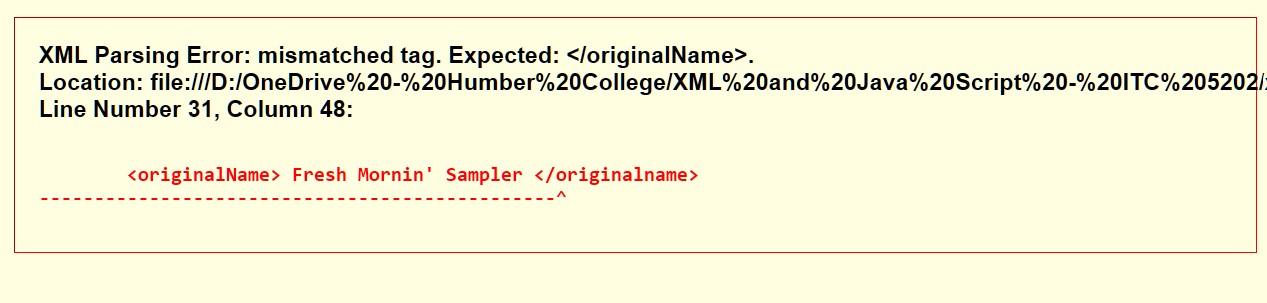 XML Parsing Error: mismatched tag. Expected: </originalName>.
Location: file:///D:/OneDrive%20-%20Humber%20College/XML%20and%20Java%20Script%20-%20ITC%205202/
Line Number 31, Column 48:
<originalName> Fresh Mornin' Sampler </originalname>
-----------------------------------------------^